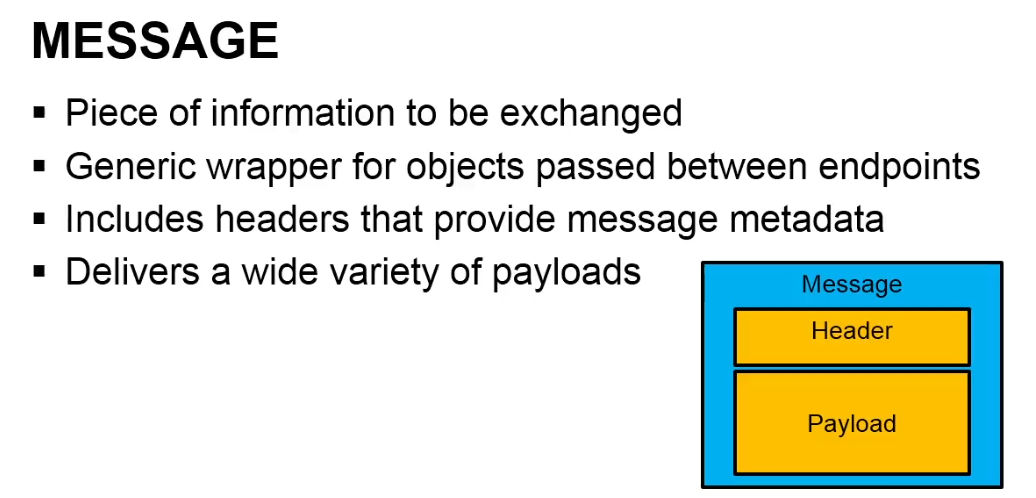 MESSAGE
▪ Piece of information to be exchanged
▪ Generic wrapper for objects passed between endpoints
▪ Includes headers that provide message metadata
▪ Delivers a wide variety of payloads
Message
Header
Payload